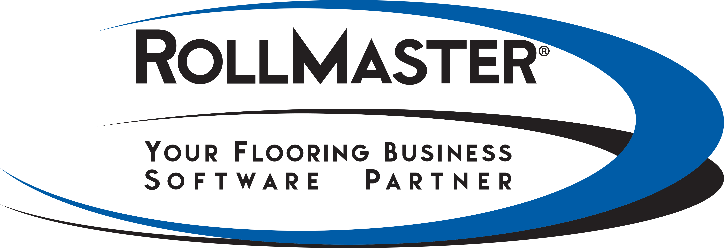 ROLLMASTER®
YOUR FLOORING BUSINESS
SOFTWARE PARTNER